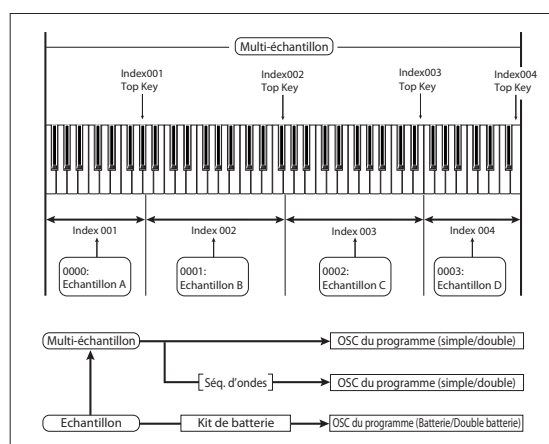 Multi-échantillon
Index001 Index002 Index003 Index004
Top Key Top Key Top Key Top Key
Index 001 Index 002 Index 003 Index 004
0000: 0001: 0002: 0003:
Echantillon A Echantillon B Echantillon C Echantillon D
Multi-échantillon OSC du programme (simple/double)
Séq. d'ondes OSC du programme (simple/double)
Echantillon Kit de batterie OSC du programme (Batterie/Double batterie)